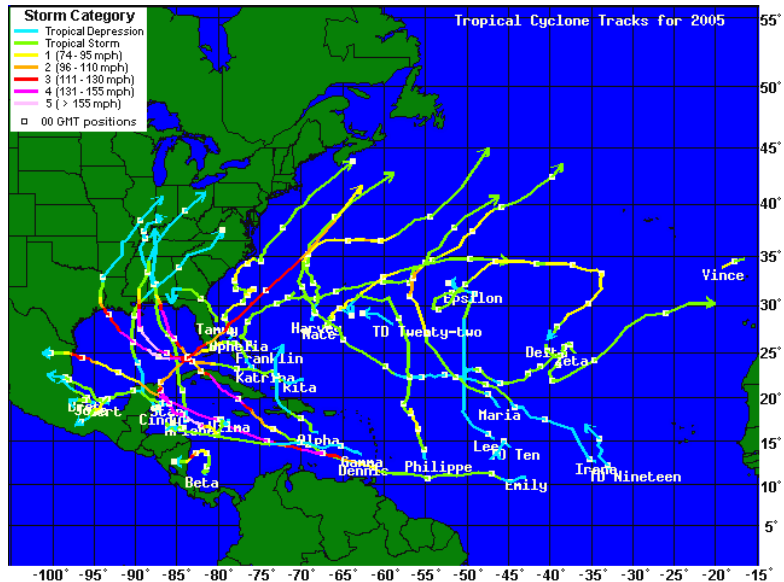 Storm Category
Tropical Depression
Tropical Storm
1 (74-95 mph)
2 (96-110 mph)
3 (111-130 mph)
4 (131-155 mph)
5 ( > 155 mph)
00 GMT positions
Tropical Cyclone Tracks for 2005
55°
50°
45°
40°
35°
30°
25°
20°
15°
10°
5°
Vince
Epsilon
Harvey
Nate
TD Twenty-two
Tammy
Ophelia
Franklin
Katrina
Rita
Delta
Zeta
Jose
Cindy
Wilma
Alpha
Maria
Lee
TD Ten
Gamma
Dennis
Philippe
Emily
Irene
TD Nineteen
Beta
-100° -95° -90° -85° -80° -75° -70° -65° -60° -55° -50° -45° -40° -35° -30° -25° -20° -15°